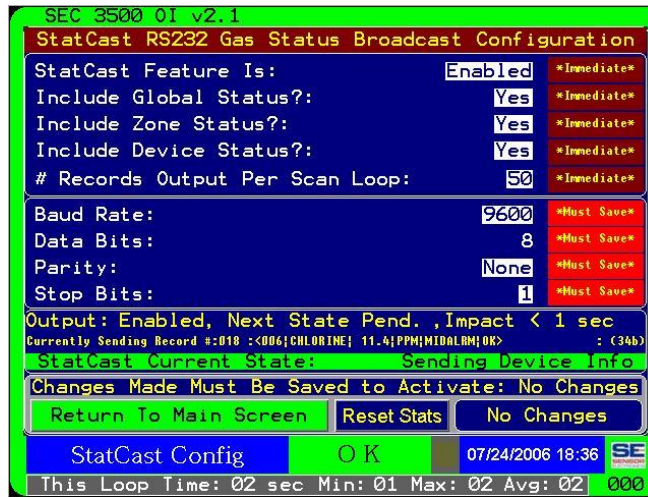 SEC 3500 OI v2.1
StatCast RS232 Gas Status Broadcast Configuration
StatCast Feature Is: Enabled *Immediate*
Include Global Status?: Yes *Immediate*
Include Zone Status?: Yes *Immediate*
Include Device Status?: Yes *Immediate*
# Records Output Per Scan Loop: 50 *Immediate*
Baud Rate: 9600 *Must Save*
Data Bits: 8 *Must Save*
Parity: None *Must Save*
Stop Bits: 1 *Must Save*
Output: Enabled, Next State Pend. ,Impact < 1 sec
Currently Sending Record #:018 :<006|CHLORINE| 11.4|PPM|MIDALRM|OK> : (34b)
StatCast Current State: Sending Device Info
Changes Made Must Be Saved to Activate: No Changes
Return To Main Screen Reset Stats No Changes
StatCast Config OK 07/24/2006 18:36 SE
This Loop Time: 02 sec Min: 01 Max: 02 Avg: 02 000